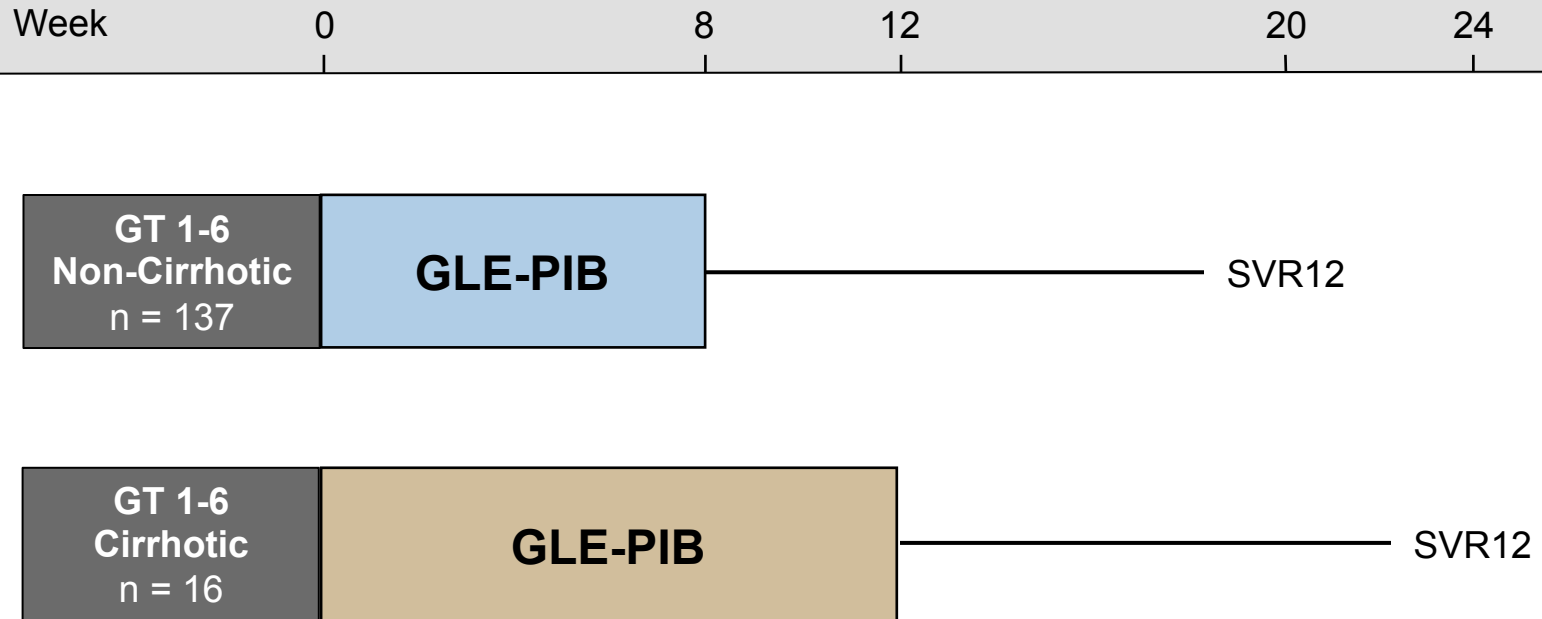 Week 0 8 12 20 24
GT 1-6
Non-Cirrhotic
n = 137
GLE-PIB
SVR12
GT 1-6
Cirrhotic
n = 16
GLE-PIB
SVR12